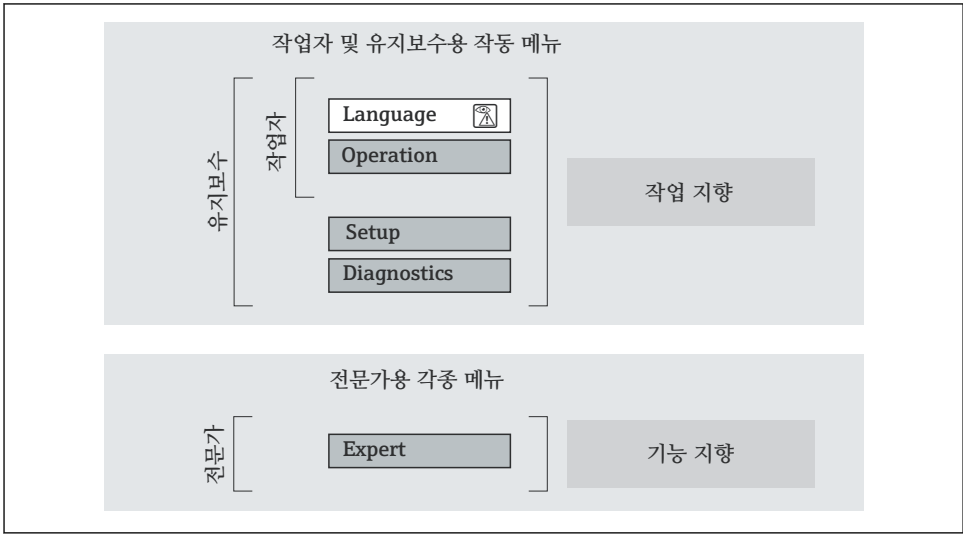 작업자 및 유지보수용 작동 메뉴
유지보수
작업자
Language
Operation
Setup
Diagnostics
작업 지향
전문가용 각종 메뉴
전문가
Expert
기능 지향